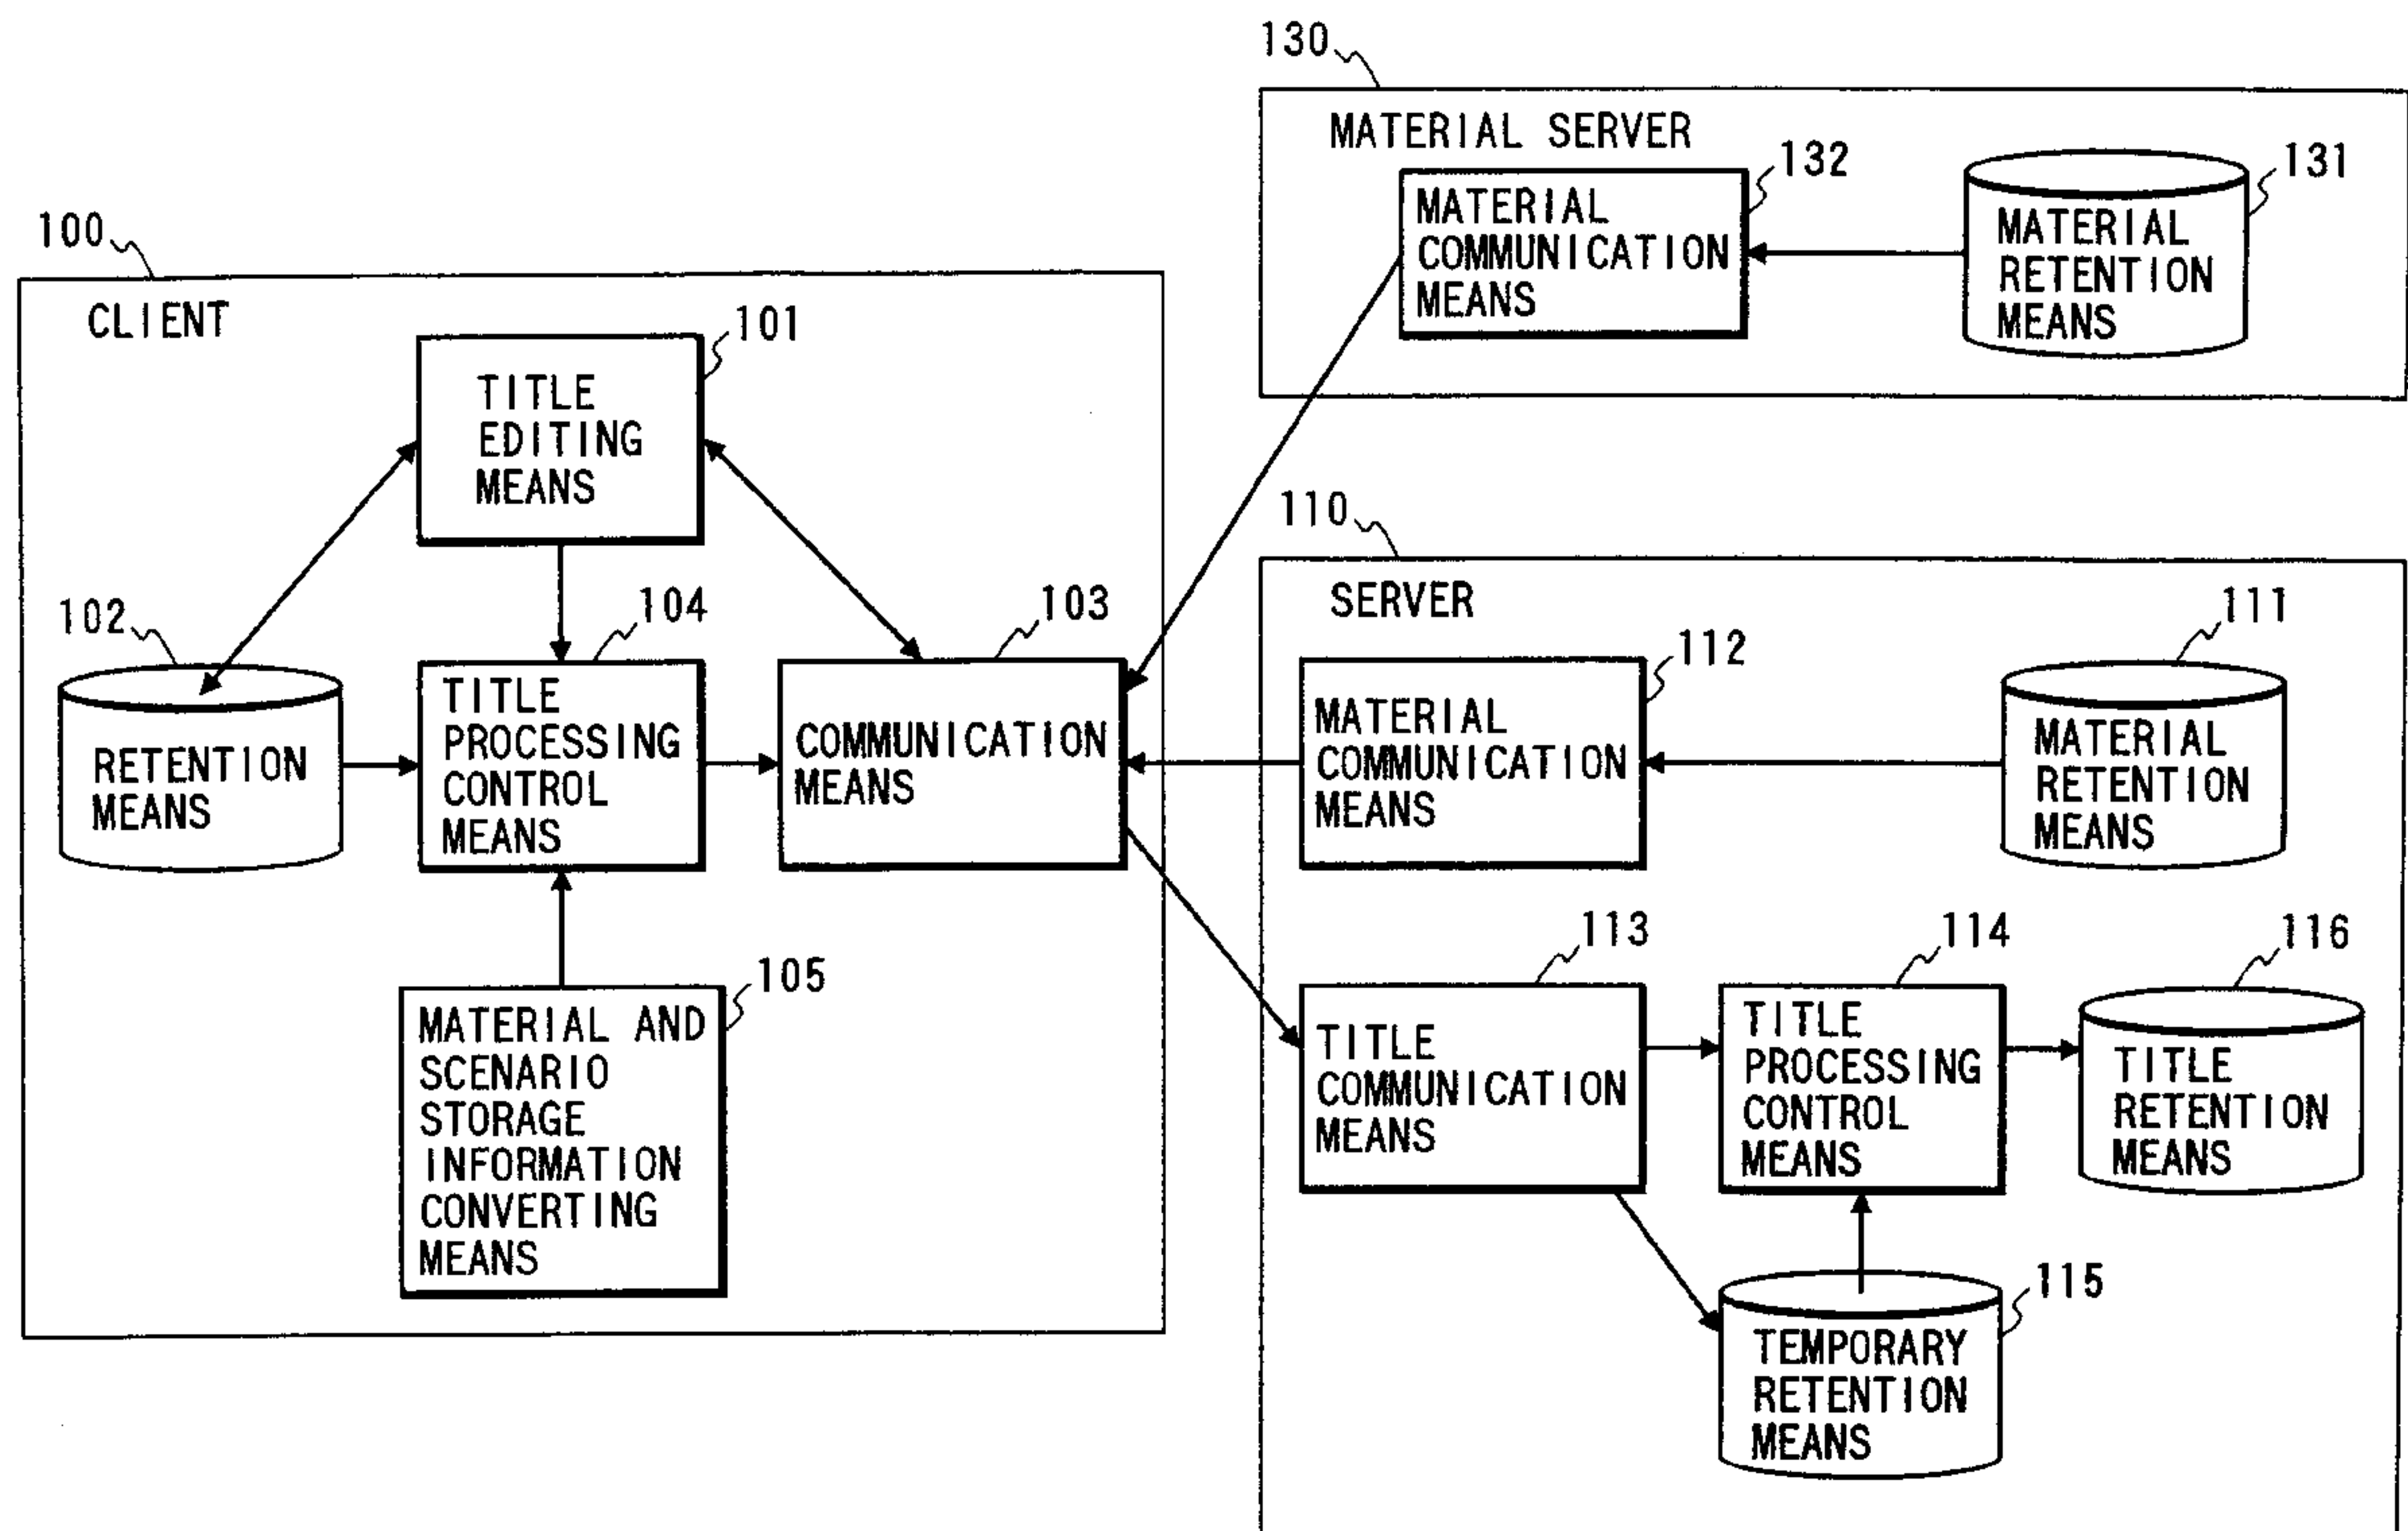 130
MATERIAL SERVER
132
131
MATERIAL
COMMUNICATION
MEANS
MATERIAL
RETENTION
MEANS
100
CLIENT
101
TITLE
EDITING
MEANS
102
104
103
RETENTION
MEANS
TITLE
PROCESSING
CONTROL
MEANS
COMMUNICATION
MEANS
105
MATERIAL AND
SCENARIO
STORAGE
INFORMATION
CONVERTING
MEANS
110
SERVER
112
111
MATERIAL
COMMUNICATION
MEANS
MATERIAL
RETENTION
MEANS
113
114
116
TITLE
COMMUNICATION
MEANS
TITLE
PROCESSING
CONTROL
MEANS
TITLE
RETENTION
MEANS
115
TEMPORARY
RETENTION
MEANS